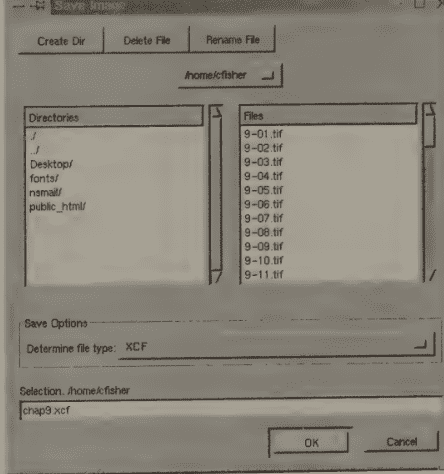 Save Image
Create Dir Delete File Rename File
/home/cfisher
Directories
./
../
Desktop/
fonts/
nsmail/
public_html/
Files
9-01.tif
9-02.tif
9-03.tif
9-04.tif
9-05.tif
9-06.tif
9-07.tif
9-08.tif
9-09.tif
9-10.tif
9-11.tif
Save Options
Determine file type: XCF
Selection: /home/cfisher
chap9.xcf
OK Cancel